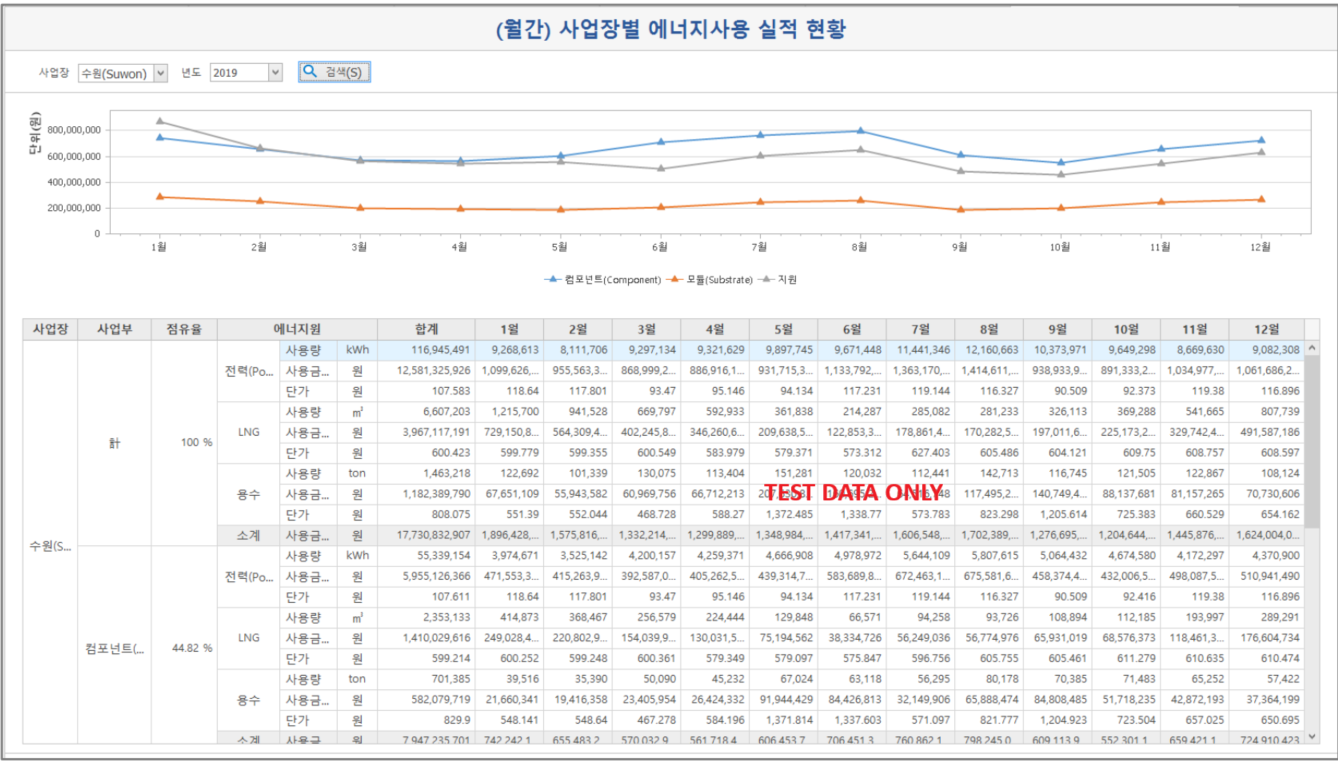 (월간) 사업장별 에너지사용 실적 현황
사업장 수원(Suwon) 년도 2019 검색(S)
단위(원)
800,000,000
600,000,000
400,000,000
200,000,000
0
1월 2월 3월 4월 5월 6월 7월 8월 9월 10월 11월 12월
컴포넌트(Component) 모듈(Substrate) 지원
사업장 사업부 점유율 에너지원 합계 1월 2월 3월 4월 5월 6월 7월 8월 9월 10월 11월 12월
사용량 kWh 116,945,491 9,268,613 8,111,706 9,297,134 9,321,629 9,897,745 9,671,448 11,441,346 12,160,663 10,373,971 9,649,298 8,669,630 9,082,308
전력(Po... 사용금... 원 12,581,325,926 1,099,626,... 955,563,3... 868,999,2... 886,916,1... 931,715,3... 1,133,792,... 1,363,170,... 1,414,611,... 938,933,9... 891,333,2... 1,034,977,... 1,061,686,2...
단가 원 107.583 118.64 117.801 93.47 95.146 94.134 117.231 119.144 116.327 90.509 92.373 119.38 116.896
사용량 ㎥ 6,607,203 1,215,700 941,528 669,797 592,933 361,838 214,287 285,082 281,233 326,113 369,288 541,665 807,739
計 100 % LNG 사용금... 원 3,967,117,191 729,150,8... 564,309,4... 402,245,8... 346,260,6... 209,638,5... 122,853,3... 178,861,4... 170,282,5... 197,011,6... 225,173,2... 329,742,4... 491,587,186
단가 원 600.423 599.779 599.355 600.549 583.979 579.371 573.312 627.403 605.486 604.121 609.75 608.757 608.597
사용량 ton 1,463,218 122,692 101,339 130,075 113,404 151,281 120,032 112,441 142,713 116,745 121,505 122,867 108,124
용수 사용금... 원 1,182,389,790 67,651,109 55,943,582 60,969,756 66,712,213 TEST DATA ONLY 117,495,2... 140,749,4... 88,137,681 81,157,265 70,730,606
단가 원 808.075 551.39 552.044 468.728 588.27 1,372.485 1,338.77 573.783 823.298 1,205.614 725.383 660.529 654.162
소계 사용금... 원 17,730,832,907 1,896,428,... 1,575,816,... 1,332,214,... 1,299,889,... 1,348,984,... 1,417,341,... 1,606,548,... 1,702,389,... 1,276,695,... 1,204,644,... 1,445,876,... 1,624,004,0...
수원(S...
사용량 kWh 55,339,154 3,974,671 3,525,142 4,200,157 4,259,371 4,666,908 4,978,972 5,644,109 5,807,615 5,064,432 4,674,580 4,172,297 4,370,900
전력(Po... 사용금... 원 5,955,126,366 471,553,3... 415,263,9... 392,587,0... 405,262,5... 439,314,7... 583,689,8... 672,463,1... 675,581,6... 458,374,4... 432,006,5... 498,087,5... 510,941,490
단가 원 107.611 118.64 117.801 93.47 95.146 94.134 117.231 119.144 116.327 90.509 92.416 119.38 116.896
사용량 ㎥ 2,353,133 414,873 368,467 256,579 224,444 129,848 66,571 94,258 93,726 108,894 112,185 193,997 289,291
컴포넌트(... 44.82 % LNG 사용금... 원 1,410,029,616 249,028,4... 220,802,9... 154,039,9... 130,031,5... 75,194,562 38,334,726 56,249,036 56,774,976 65,931,019 68,576,373 118,461,3... 176,604,734
단가 원 599.214 600.252 599.248 600.361 579.349 579.097 575.847 596.756 605.755 605.461 611.279 610.635 610.474
사용량 ton 701,385 39,516 35,390 50,090 45,232 67,024 63,118 56,295 80,178 70,385 71,483 65,252 57,422
용수 사용금... 원 582,079,719 21,660,341 19,416,358 23,405,954 26,424,332 91,944,429 84,426,813 32,149,906 65,888,474 84,808,485 51,718,235 42,872,193 37,364,199
단가 원 829.9 548.141 548.64 467.278 584.196 1,371.814 1,337.603 571.097 821.777 1,204.923 723.504 657.025 650.695
소계 사용금 원 7,947,235,701 742,242,1 655,483,2 570,032,9 561,718,4 606,453,7 706,451,3 760,862,1 798,245,0 609,113,9 552,301,1 659,421,1 724,910,423